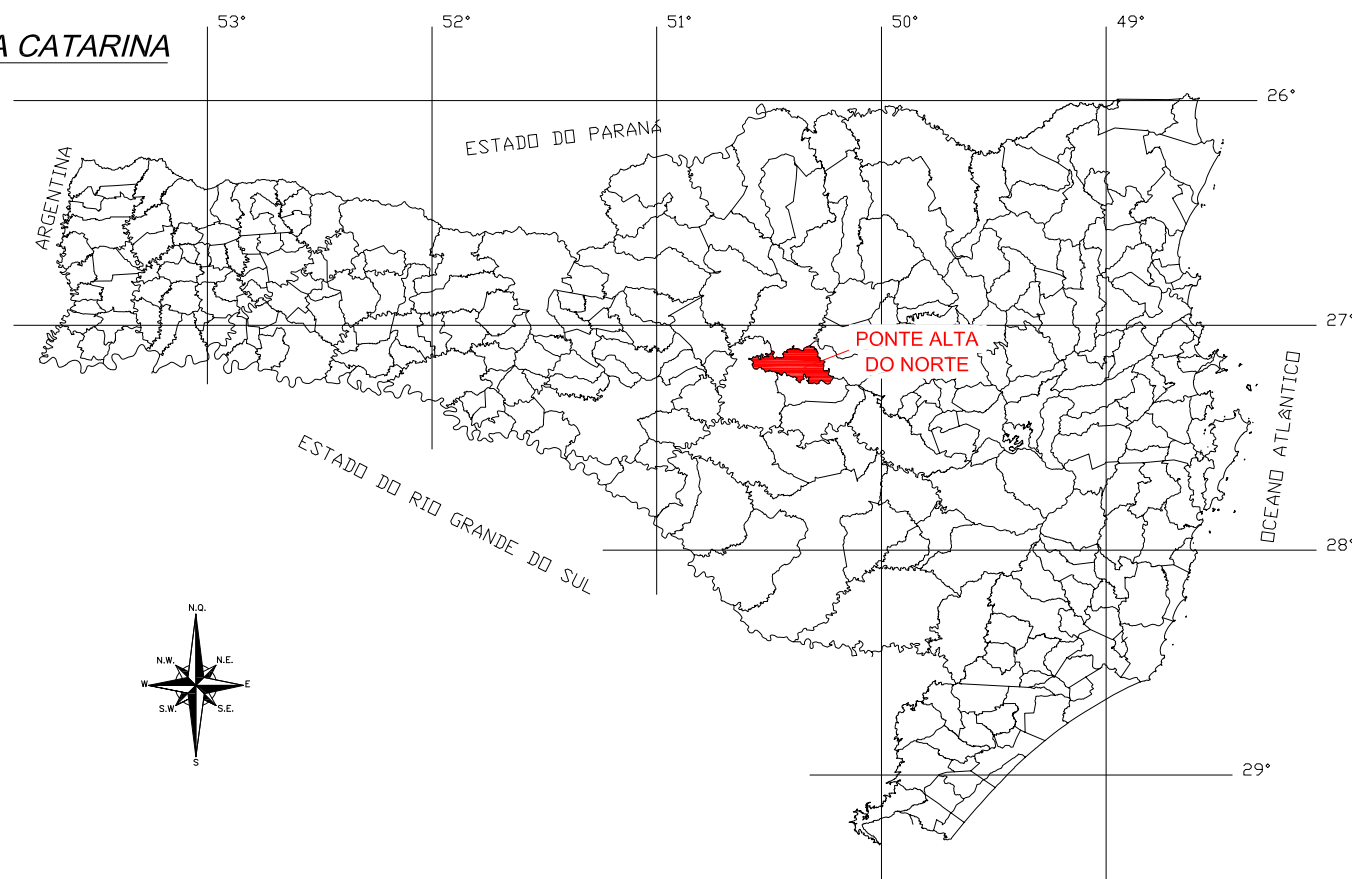 A CATARINA
53°
52°
51°
50°
49°
26°
ESTADO DO PARANÁ
ARGENTINA
27°
PONTE ALTA
DO NORTE
OCEANO ATLÂNTICO
ESTADO DO RIO GRANDE DO SUL
28°
N.Q.
N.W. N.E.
W E
S.W. S.E.
S
29°